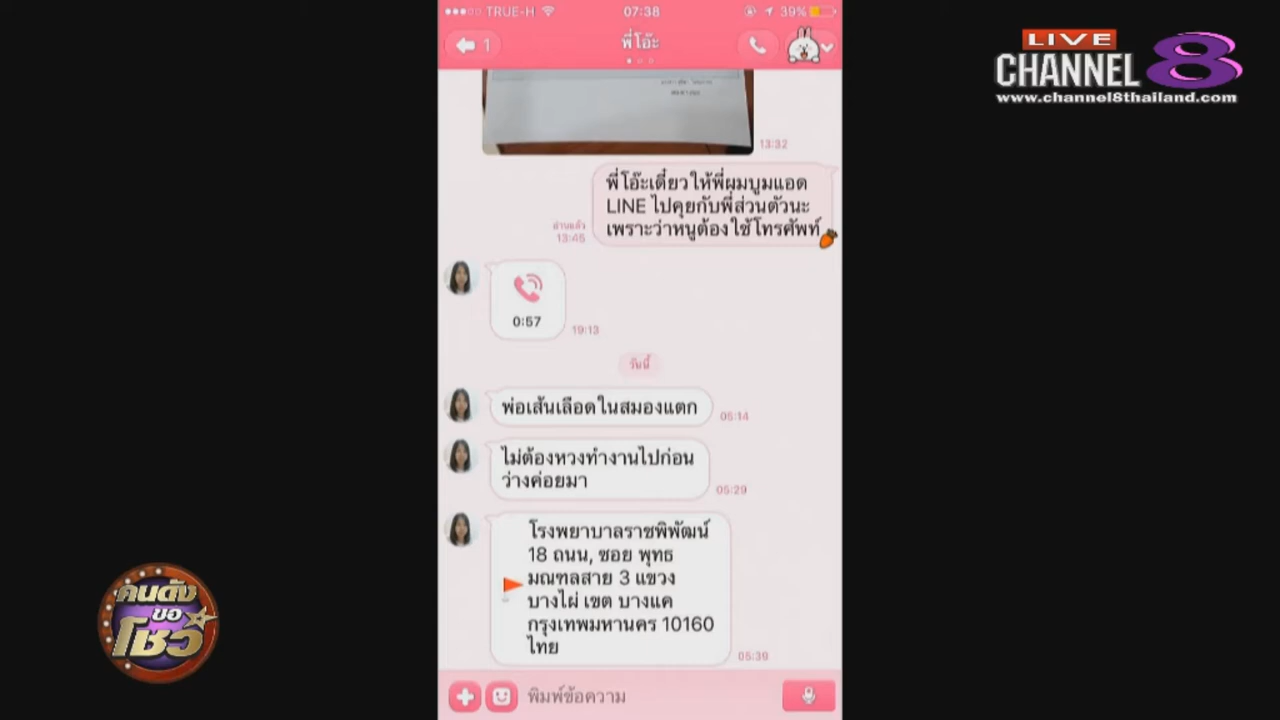 TRUE-H 07:38 39%
1 พี่โอ๊ะ
LIVE
CHANNEL 8
www.channel8thailand.com
13:32
พี่โอ๊ะเดี๋ยวให้พี่ผมบูมแอด
LINE ไปคุยกับพี่ส่วนตัวนะ
เพราะว่าหนูต้องใช้โทรศัพท์
อ่านแล้ว
13:45
0:57
19:13
วันนี้
พ่อเส้นเลือดในสมองแตก
05:14
ไม่ต้องหวงทำงานไปก่อน
ว่างค่อยมา
05:29
โรงพยาบาลราชพิพัฒน์
18 ถนน, ซอย พุทธ
มณฑลสาย 3 แขวง
บางไผ่ เขต บางแค
กรุงเทพมหานคร 10160
ไทย
05:39
พิมพ์ข้อความ
คนดัง
ขอ
โชว์